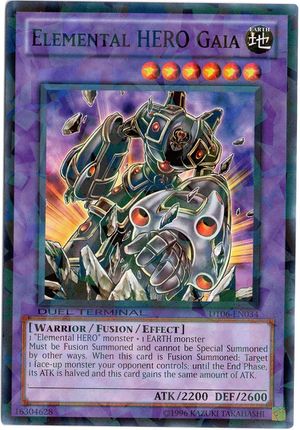 ELEMENTAL HERO GAIA
EARTH
地
DUEL TERMINAL
DT06-EN034
[WARRIOR / FUSION / EFFECT]
1 "Elemental HERO" monster + 1 EARTH monster
Must be Fusion Summoned and cannot be Special Summoned
by other ways. When this card is Fusion Summoned: Target
1 face-up monster your opponent controls; until the End Phase,
its ATK is halved and this card gains the same amount of ATK.
ATK/2200 DEF/2600
16304628
©1996 KAZUKI TAKAHASHI